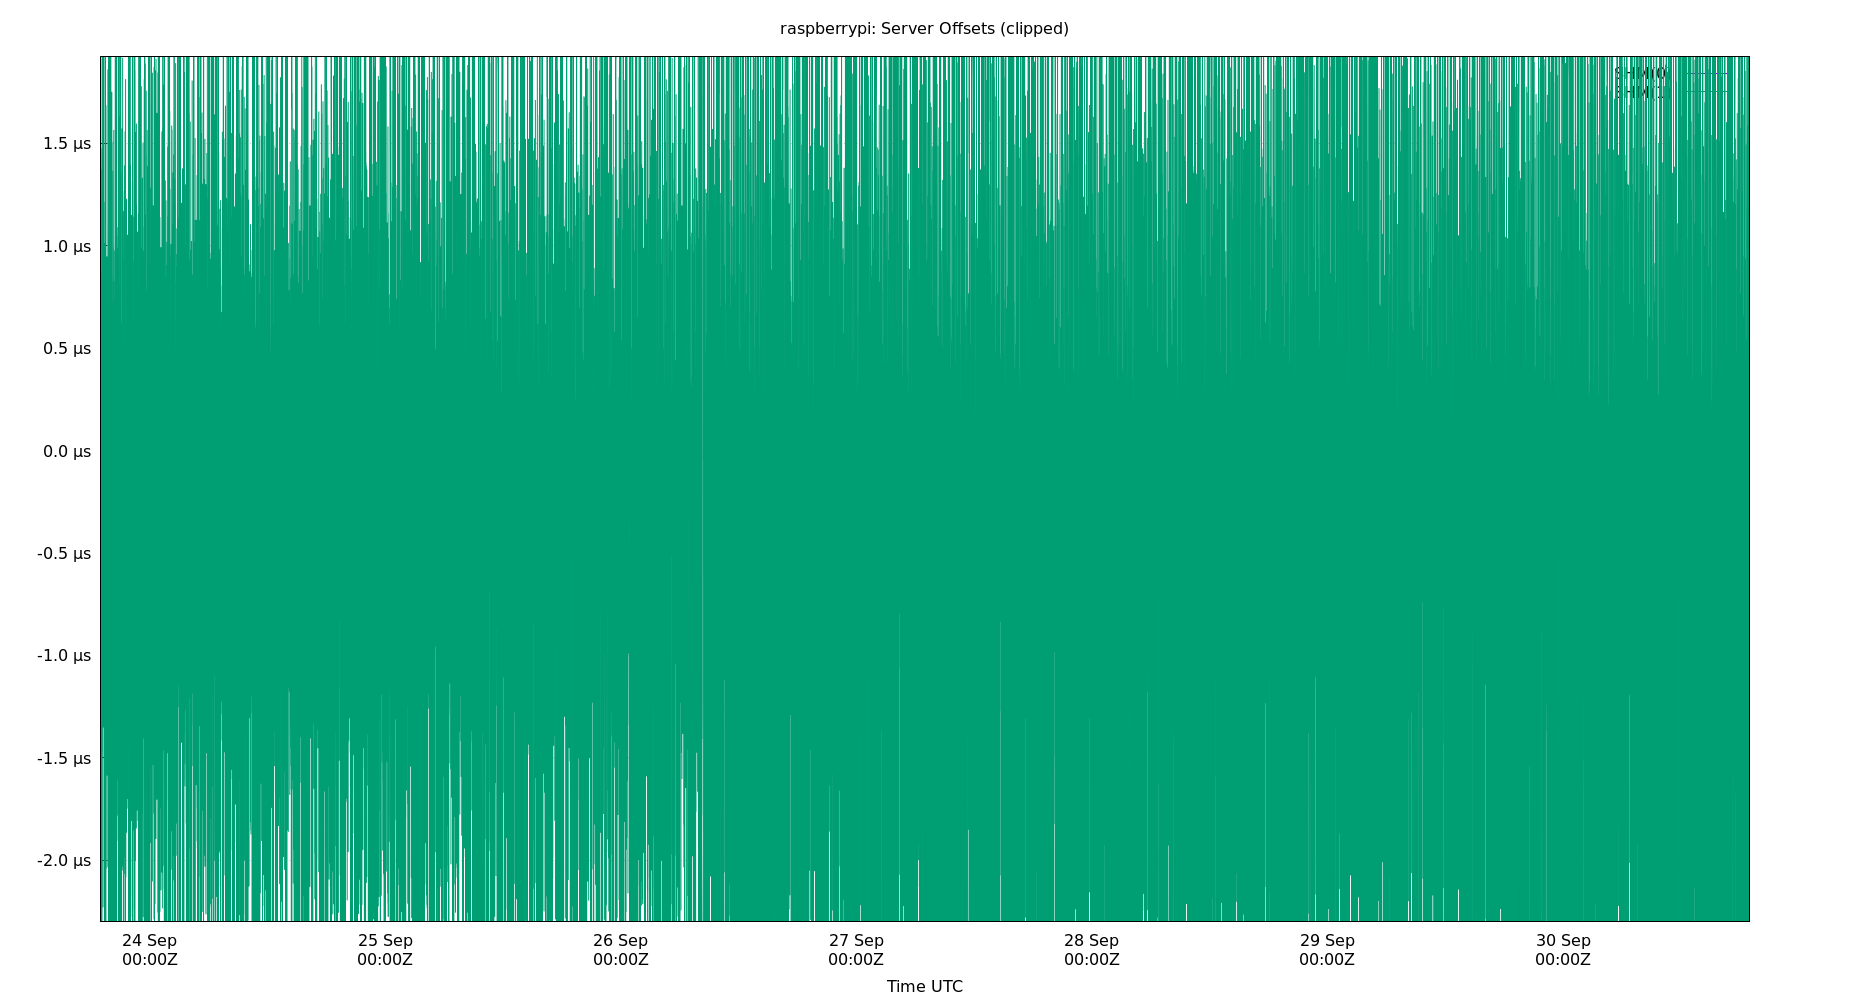 raspberrypi: Server Offsets (clipped)
SHM(0)
1.5 µs
1.0 µs
0.5 µs
0.0 µs
-0.5 µs
-1.0 µs
-1.5 µs
-2.0 µs
24 Sep 25 Sep 26 Sep 27 Sep 28 Sep 29 Sep 30 Sep
00:00Z 00:00Z 00:00Z 00:00Z 00:00Z 00:00Z 00:00Z
Time UTC